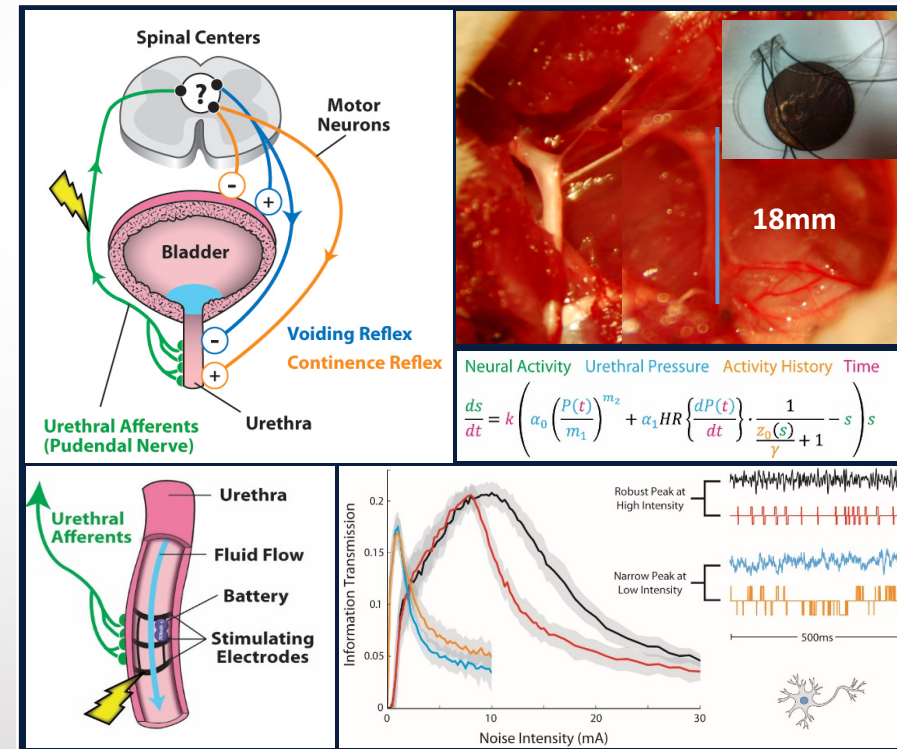 Spinal Centers
?
Motor
Neurons
-
+
Bladder
-
Voiding Reflex
Continence Reflex
+
Urethra
Urethral Afferents
(Pudendal Nerve)
18mm
Neural Activity Urethral Pressure Activity History Time
ds/dt = k ( α₀ ( P(t)/m₁ )^m₂ + α₁HR { dP(t)/dt } · 1/( z₀(s)/γ + 1 ) − s ) s
Urethra
Urethral
Afferents
Fluid Flow
Battery
Stimulating
Electrodes
Information Transmission
0.2
0.15
0.1
0.05
0
0 10 20 30
Noise Intensity (mA)
Robust Peak at
High Intensity
Narrow Peak at
Low Intensity
500ms